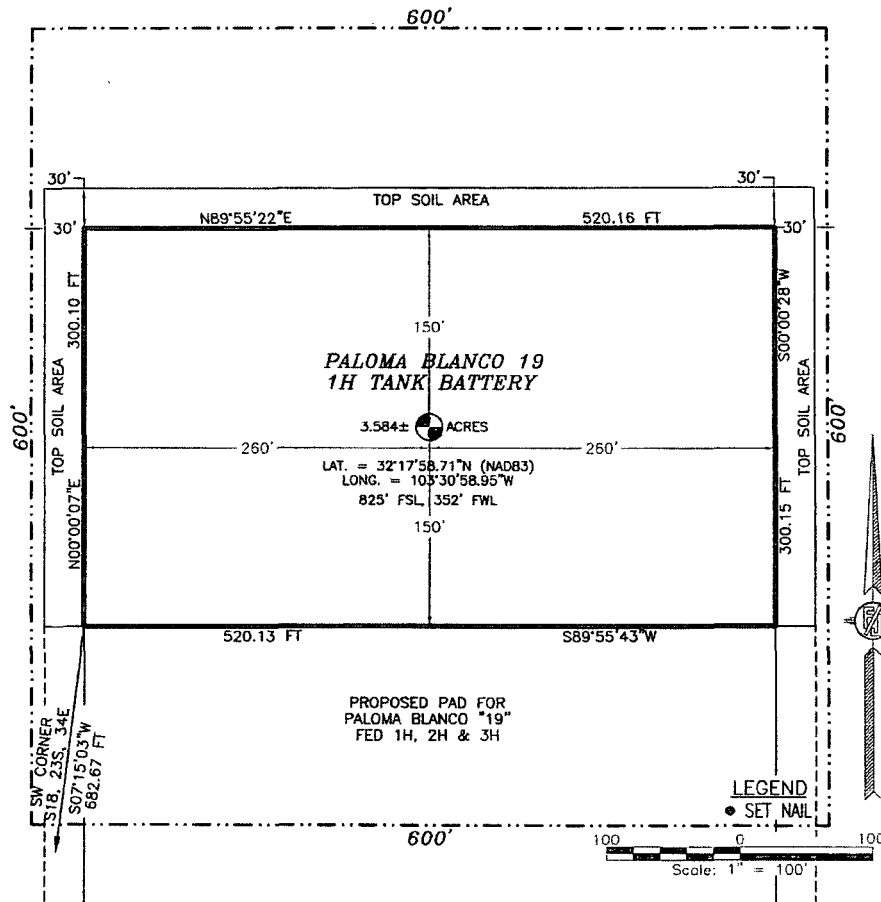 600'
30'
30'
TOP SOIL AREA
N89°55'22"E
520.16 FT
30'
30'
300.10 FT
S00°00'28"W
150'
PALOMA BLANCO 19
1H TANK BATTERY
TOP SOIL AREA
TOP SOIL AREA
600'
600'
3.584± ACRES
260'
260'
LAT. = 32°17'58.71"N (NAD83)
LONG. = 103°30'58.95"W
825' FSL, 352' FWL
150'
N00°00'07"E
300.15 FT
520.13 FT
S89°55'43"W
PROPOSED PAD FOR
PALOMA BLANCO "19"
FED 1H, 2H & 3H
SW CORNER
S18, 23S, 34E
S07°15'03"W
682.67 FT
LEGEND
● SET NAIL
600'
100 0 100
Scale: 1" = 100'